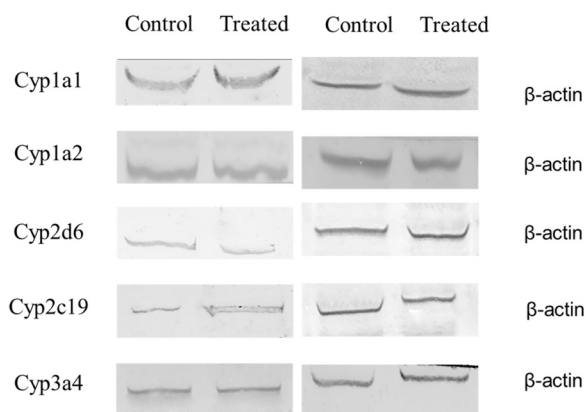 Control Treated Control Treated
Cyp1a1 β-actin
Cyp1a2 β-actin
Cyp2d6 β-actin
Cyp2c19 β-actin
Cyp3a4 β-actin